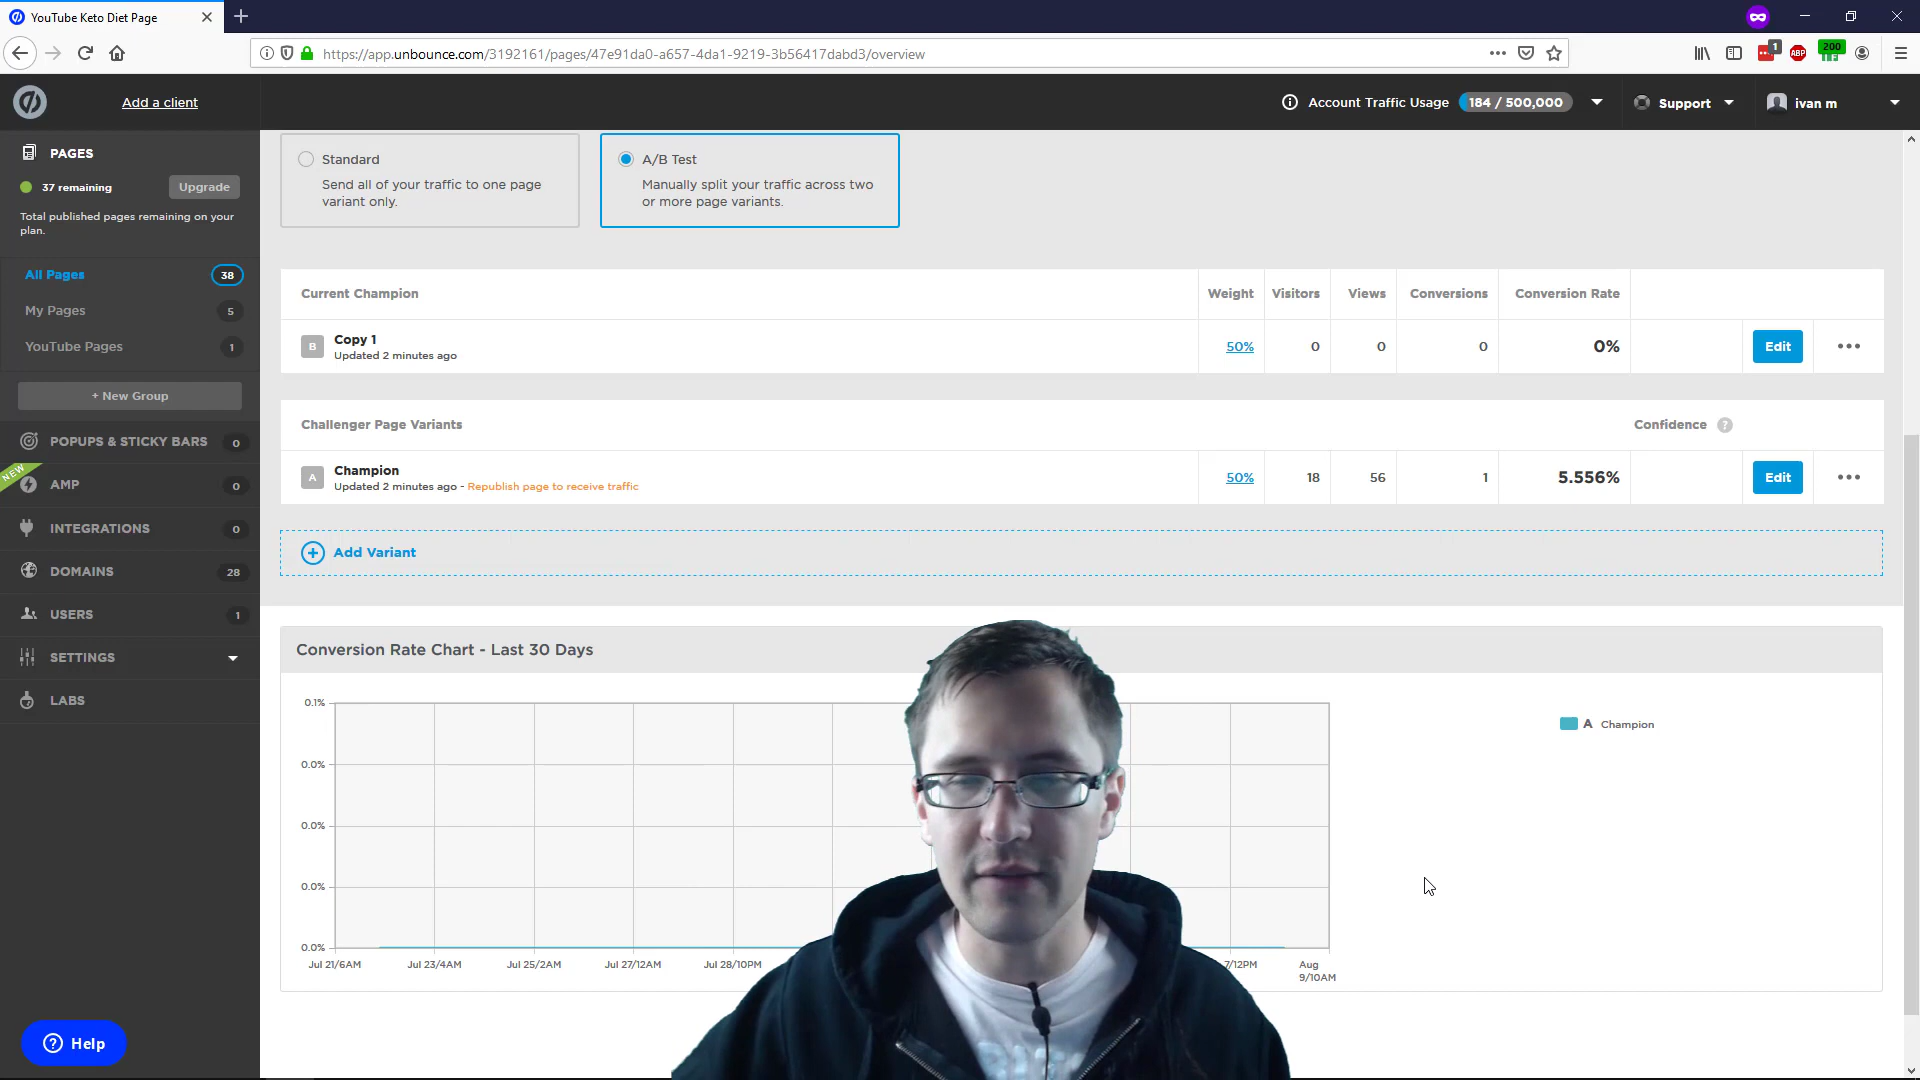 YouTube Keto Diet Page
https://app.unbounce.com/3192161/pages/47e91da0-a657-4da1-9219-3b56417dabd3/overview
1
ABP
200
Add a client
Account Traffic Usage
184 / 500,000
Support
ivan m
PAGES
37 remaining
Upgrade
Total published pages remaining on your
plan.
All Pages
38
My Pages
5
YouTube Pages
1
+ New Group
POPUPS & STICKY BARS
0
NEW
AMP
0
INTEGRATIONS
0
DOMAINS
28
USERS
1
SETTINGS
LABS
Help
Standard
Send all of your traffic to one page
variant only.
A/B Test
Manually split your traffic across two
or more page variants.
Current Champion
Weight
Visitors
Views
Conversions
Conversion Rate
B
Copy 1
Updated 2 minutes ago
50%
0
0
0
0%
Edit
Challenger Page Variants
Confidence
?
A
Champion
Updated 2 minutes ago - Republish page to receive traffic
50%
18
56
1
5.556%
Edit
Add Variant
Conversion Rate Chart - Last 30 Days
0.1%
0.0%
0.0%
0.0%
0.0%
Jul 21/6AM
Jul 23/4AM
Jul 25/2AM
Jul 27/12AM
Jul 28/10PM
7/12PM
Aug
9/10AM
A Champion